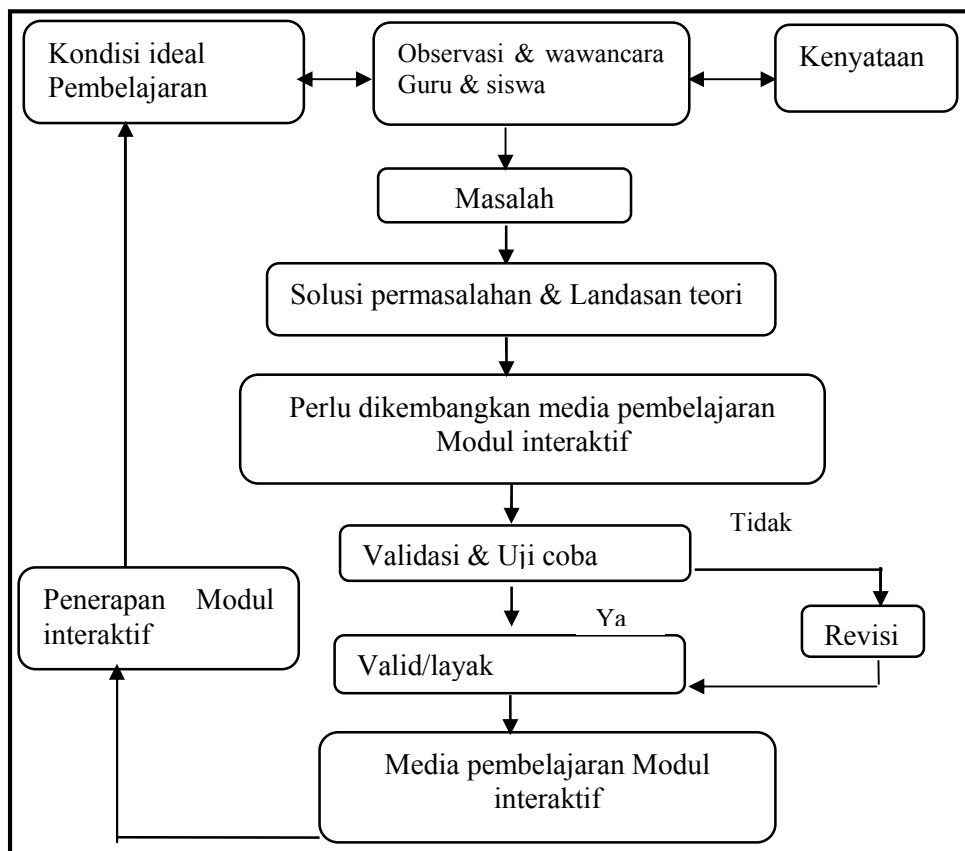 Kondisi ideal
Pembelajaran
Observasi & wawancara
Guru & siswa
Kenyataan
Masalah
Solusi permasalahan & Landasan teori
Perlu dikembangkan media pembelajaran
Modul interaktif
Tidak
Validasi & Uji coba
Penerapan Modul
interaktif
Ya
Revisi
Valid/layak
Media pembelajaran Modul
interaktif